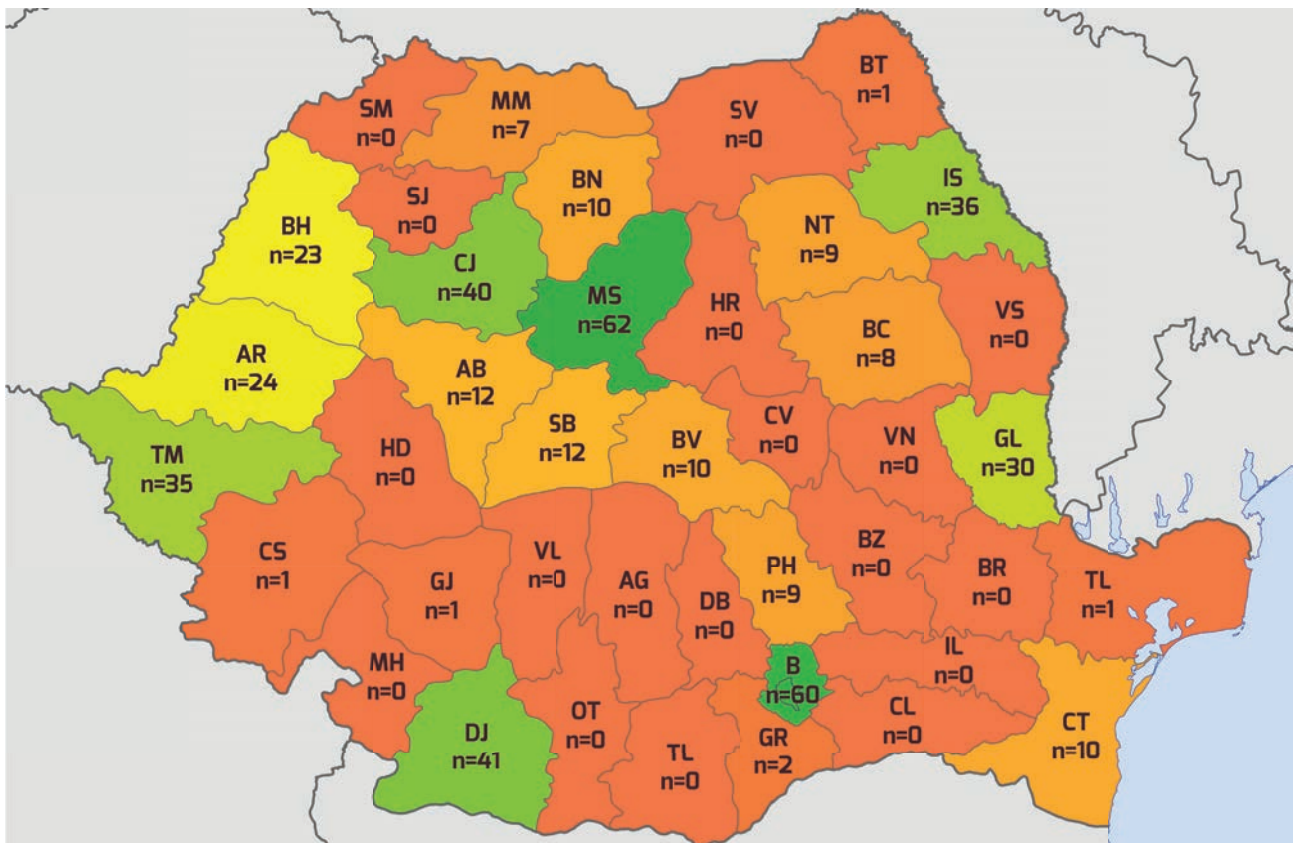 BT
n=1
SM
n=0
MM
n=7
SV
n=0
IS
n=36
BN
n=10
SJ
n=0
BH
n=23
NT
n=9
CJ
n=40
MS
n=62
HR
n=0
VS
n=0
BC
n=8
AR
n=24
AB
n=12
SB
n=12
CV
n=0
BV
n=10
VN
n=0
GL
n=30
HD
n=0
TM
n=35
CS
n=1
VL
n=0
GJ
n=1
AG
n=0
DB
n=0
PH
n=9
BZ
n=0
BR
n=0
TL
n=1
MH
n=0
B
n=60
IL
n=0
OT
n=0
DJ
n=41
TL
n=0
GR
n=2
CL
n=0
CT
n=10